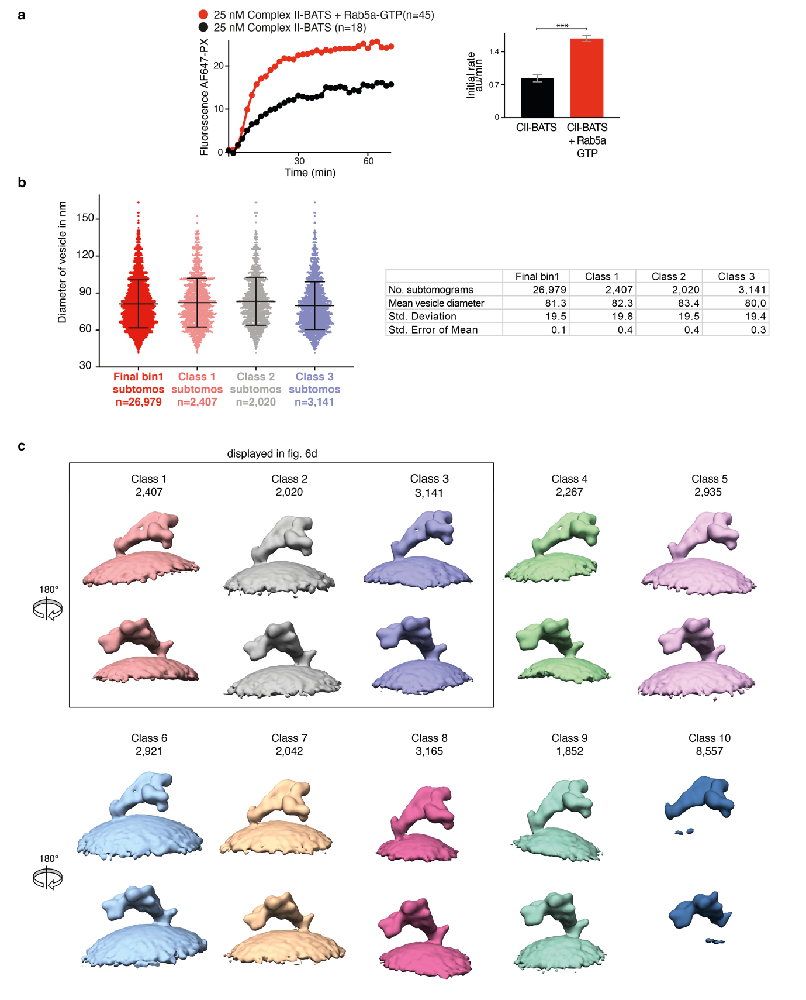 a
25 nM Complex II-BATS + Rab5a-GTP(n=45)
25 nM Complex II-BATS (n=18)
Fluorescence AF647-PX
20
10
0
30
60
Time (min)
***
Initial rate
au/min
1.4
0.7
0
CII-BATS
CII-BATS
+ Rab5a
GTP
b
Diameter of vesicle in nm
150
120
90
60
30
Final bin1
subtomos
n=26,979
Class 1
subtomos
n=2,407
Class 2
subtomos
n=2,020
Class 3
subtomos
n=3,141
Final bin1 Class 1 Class 2 Class 3
No. subtomograms 26,979 2,407 2,020 3,141
Mean vesicle diameter 81.3 82.3 83.4 80,0
Std. Deviation 19.5 19.8 19.5 19.4
Std. Error of Mean 0.1 0.4 0.4 0.3
c
displayed in fig. 6d
Class 1
2,407
Class 2
2,020
Class 3
3,141
Class 4
2,267
Class 5
2,935
180°
Class 6
2,921
Class 7
2,042
Class 8
3,165
Class 9
1,852
Class 10
8,557
180°